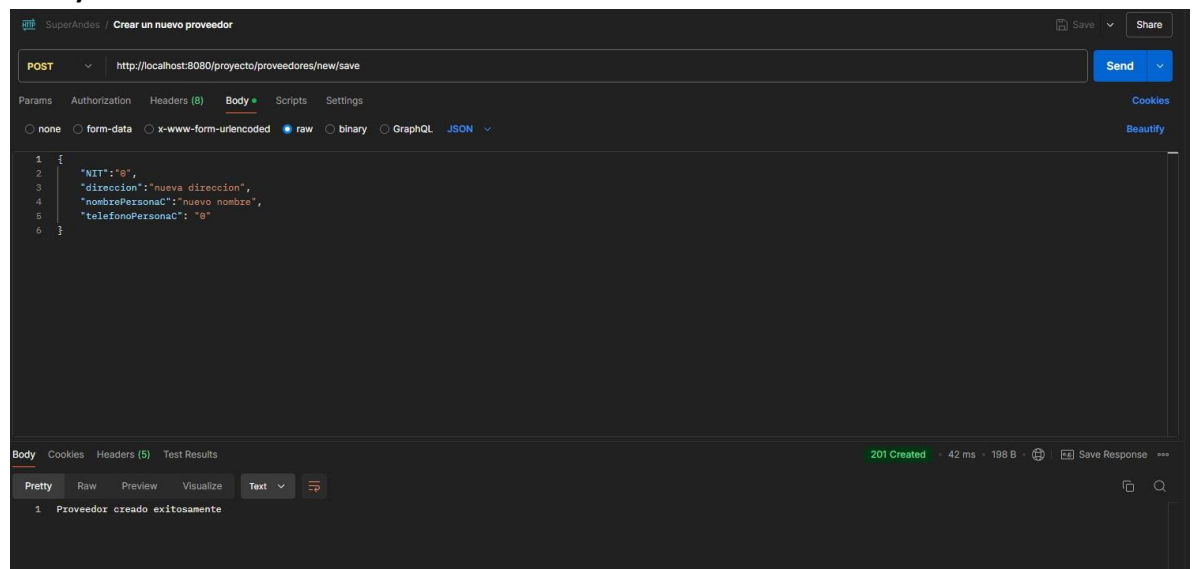 SuperAndes / Crear un nuevo proveedor Save Share
POST http://localhost:8080/proyecto/proveedores/new/save Send
Params Authorization Headers (8) Body Scripts Settings Cookies
none form-data x-www-form-urlencoded raw binary GraphQL JSON Beautify
1 {
2 "NIT":"0",
3 "direccion":"nueva direccion",
4 "nombrePersonaC":"nuevo nombre",
5 "telefonoPersonaC": "0"
6 }
Body Cookies Headers (5) Test Results 201 Created 42 ms 198 B Save Response
Pretty Raw Preview Visualize Text
1 Proveedor creado exitosamente